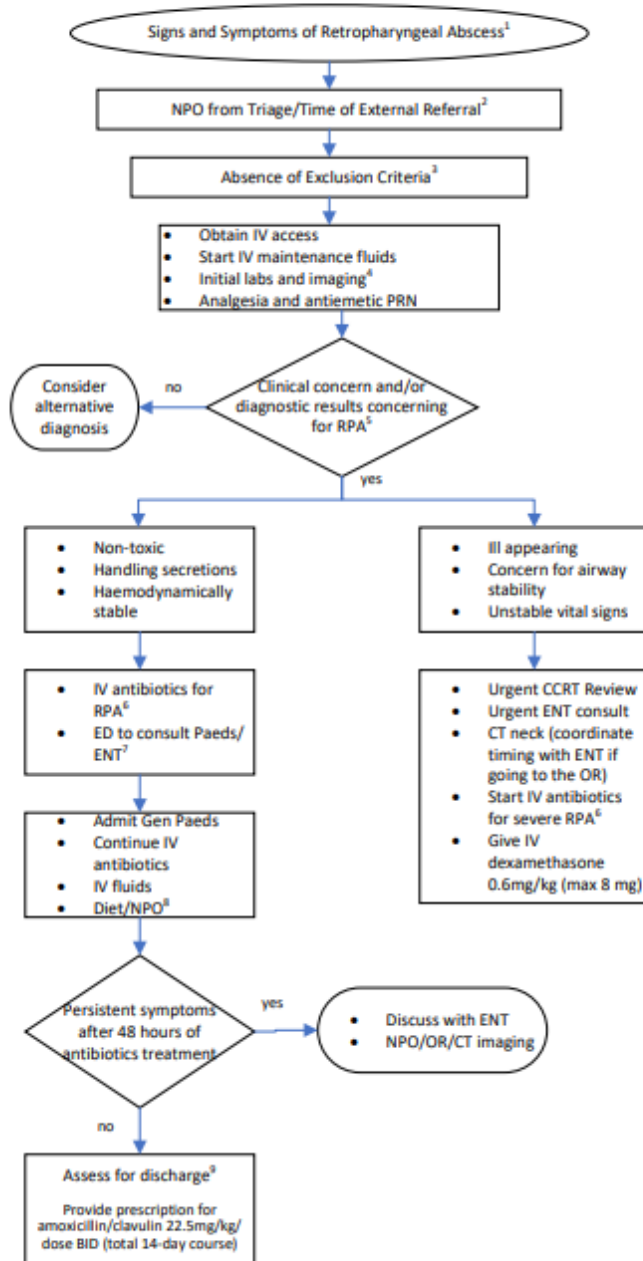 Signs and Symptoms of Retropharyngeal Abscess¹
NPO from Triage/Time of External Referral²
Absence of Exclusion Criteria³
• Obtain IV access
• Start IV maintenance fluids
• Initial labs and imaging⁴
• Analgesia and antiemetic PRN
Consider
alternative
diagnosis
no
Clinical concern and/or
diagnostic results concerning
for RPA⁵
yes
• Non-toxic
• Handling secretions
• Haemodynamically
stable
• Ill appearing
• Concern for airway
stability
• Unstable vital signs
• IV antibiotics for
RPA⁶
• ED to consult Paeds/
ENT⁷
• Urgent CCRT Review
• Urgent ENT consult
• CT neck (coordinate
timing with ENT if
going to the OR)
• Start IV antibiotics
for severe RPA⁶
• Give IV
dexamethasone
0.6mg/kg (max 8 mg)
• Admit Gen Paeds
• Continue IV
antibiotics
• IV fluids
• Diet/NPO⁸
Persistent symptoms
after 48 hours of
antibiotics treatment
yes
• Discuss with ENT
• NPO/OR/CT imaging
no
Assess for discharge⁹
Provide prescription for
amoxicillin/clavulin 22.5mg/kg/
dose BID (total 14-day course)